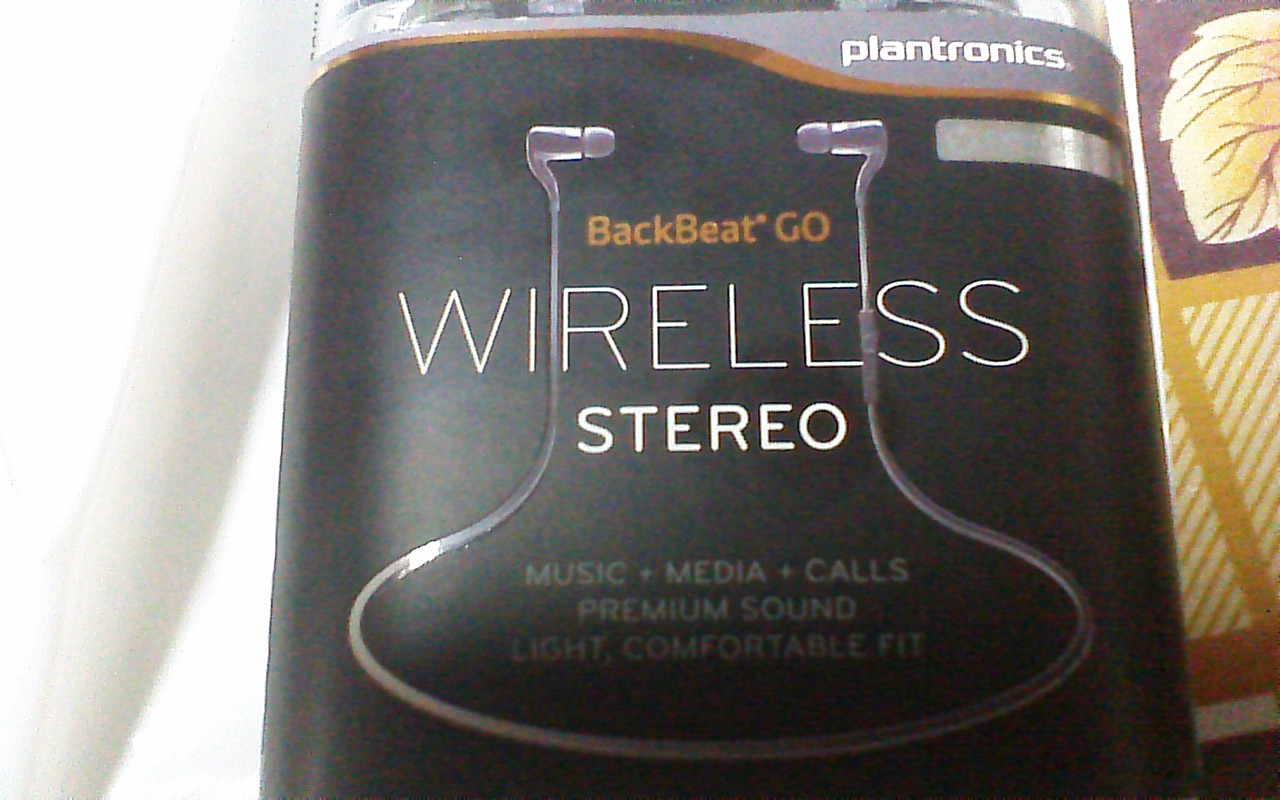 plantronics
BackBeat® GO
WIRELESS
STEREO
MUSIC + MEDIA + CALLS
PREMIUM SOUND
LIGHT, COMFORTABLE FIT